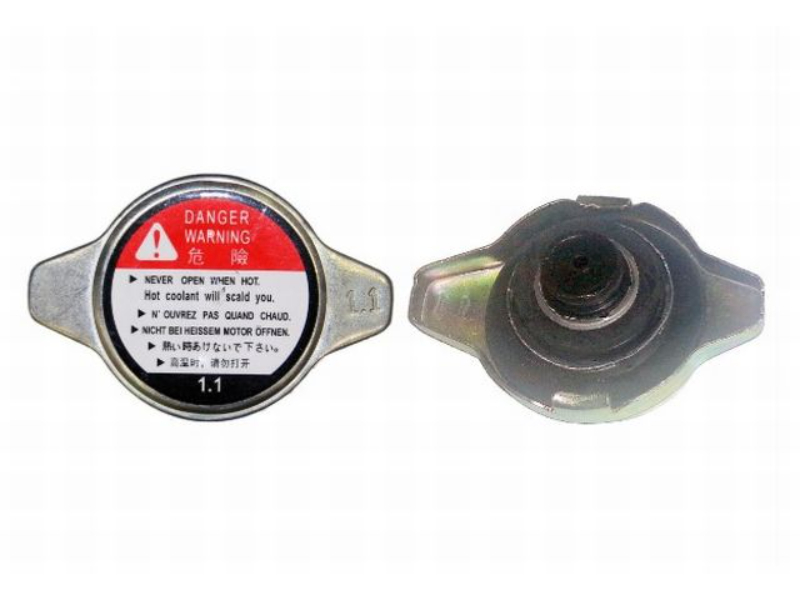 DANGER
WARNING
危 險
▶ NEVER OPEN WHEN HOT.
Hot coolant will scald you.
▶ N' OUVREZ PAS QUAND CHAUD.
▶ NICHT BEI HEISSEM MOTOR ÖFFNEN.
▶ 熱い時あけないで下さい。
▶ 高温时，请勿打开
1.1
1.1